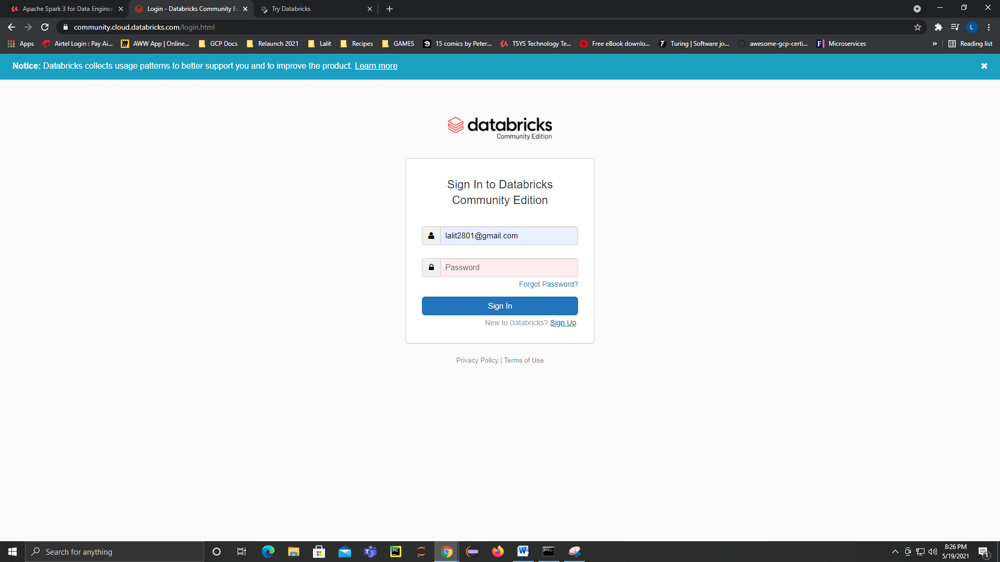 Apache Spark 3 for Data Enginee
Login - Databricks Community Ec
Try Databricks
community.cloud.databricks.com/login.html
L
Apps
Airtel Login : Pay Ai...
AWW App | Online...
GCP Docs
Relaunch 2021
Lalit
Recipes
GAMES
15 comics by Peter...
TSYS Technology Te...
Free eBook downlo...
Turing | Software jo...
awesome-gcp-certi...
Microservices
»
Reading list
Notice: Databricks collects usage patterns to better support you and to improve the product. Learn more
databricks
Community Edition
Sign In to Databricks
Community Edition
lalit2801@gmail.com
Password
Forgot Password?
Sign In
New to Databricks? Sign Up.
Privacy Policy | Terms of Use
Search for anything
8:26 PM
5/19/2021
1